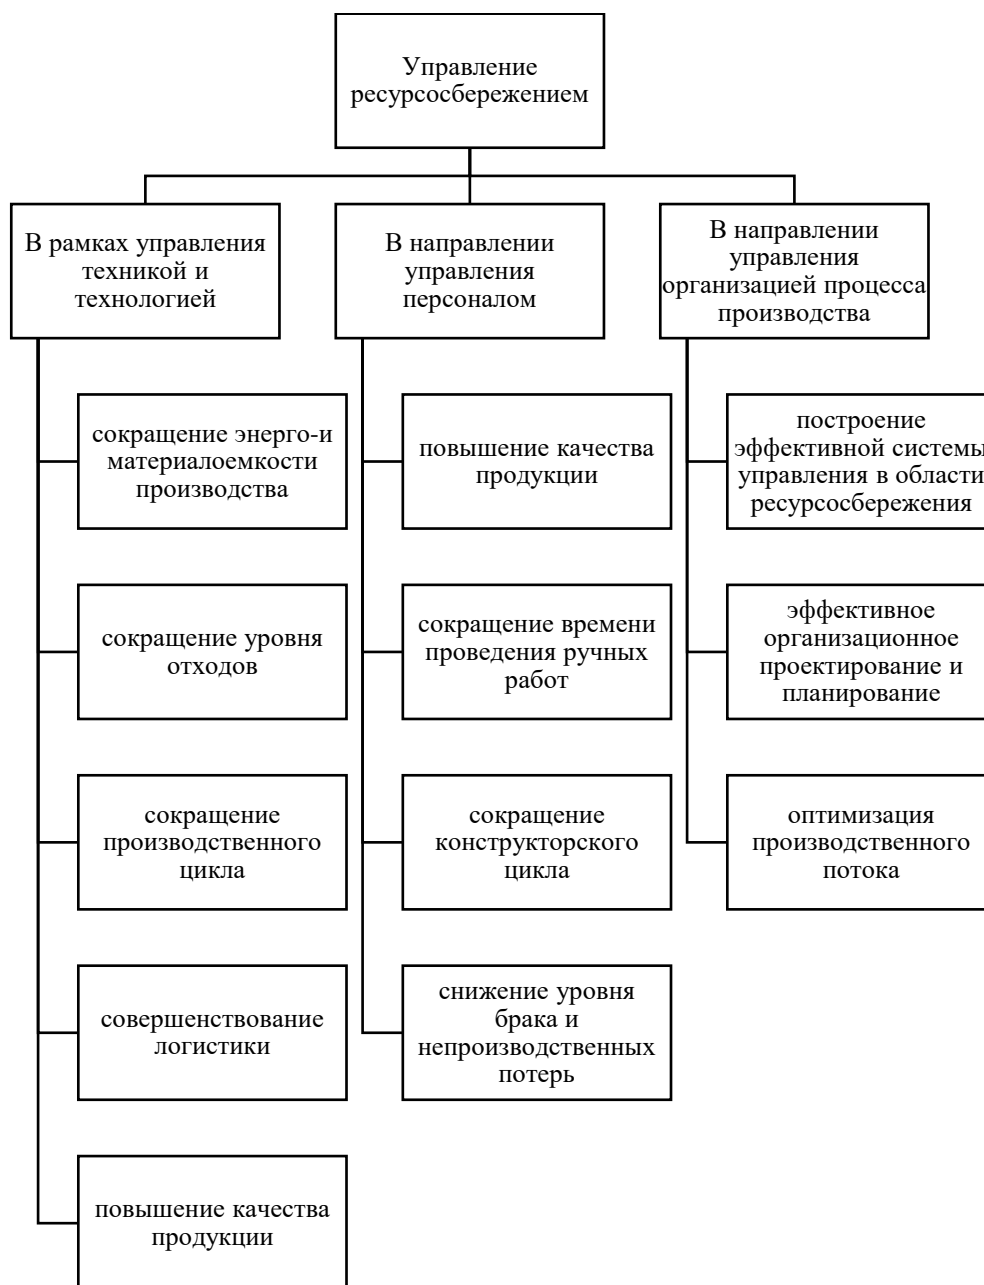 Управление
ресурсосбережением
В рамках управления
техникой и
технологией
В направлении
управления
персоналом
В направлении
управления
организацией процесса
производства
сокращение энерго-и
материалоемкости
производства
сокращение уровня
отходов
сокращение
производственного
цикла
совершенствование
логистики
повышение качества
продукции
повышение качества
продукции
сокращение времени
проведения ручных
работ
сокращение
конструкторского
цикла
снижение уровня
брака и
непроизводственных
потерь
построение
эффективной системы
управления в области
ресурсосбережения
эффективное
организационное
проектирование и
планирование
оптимизация
производственного
потока